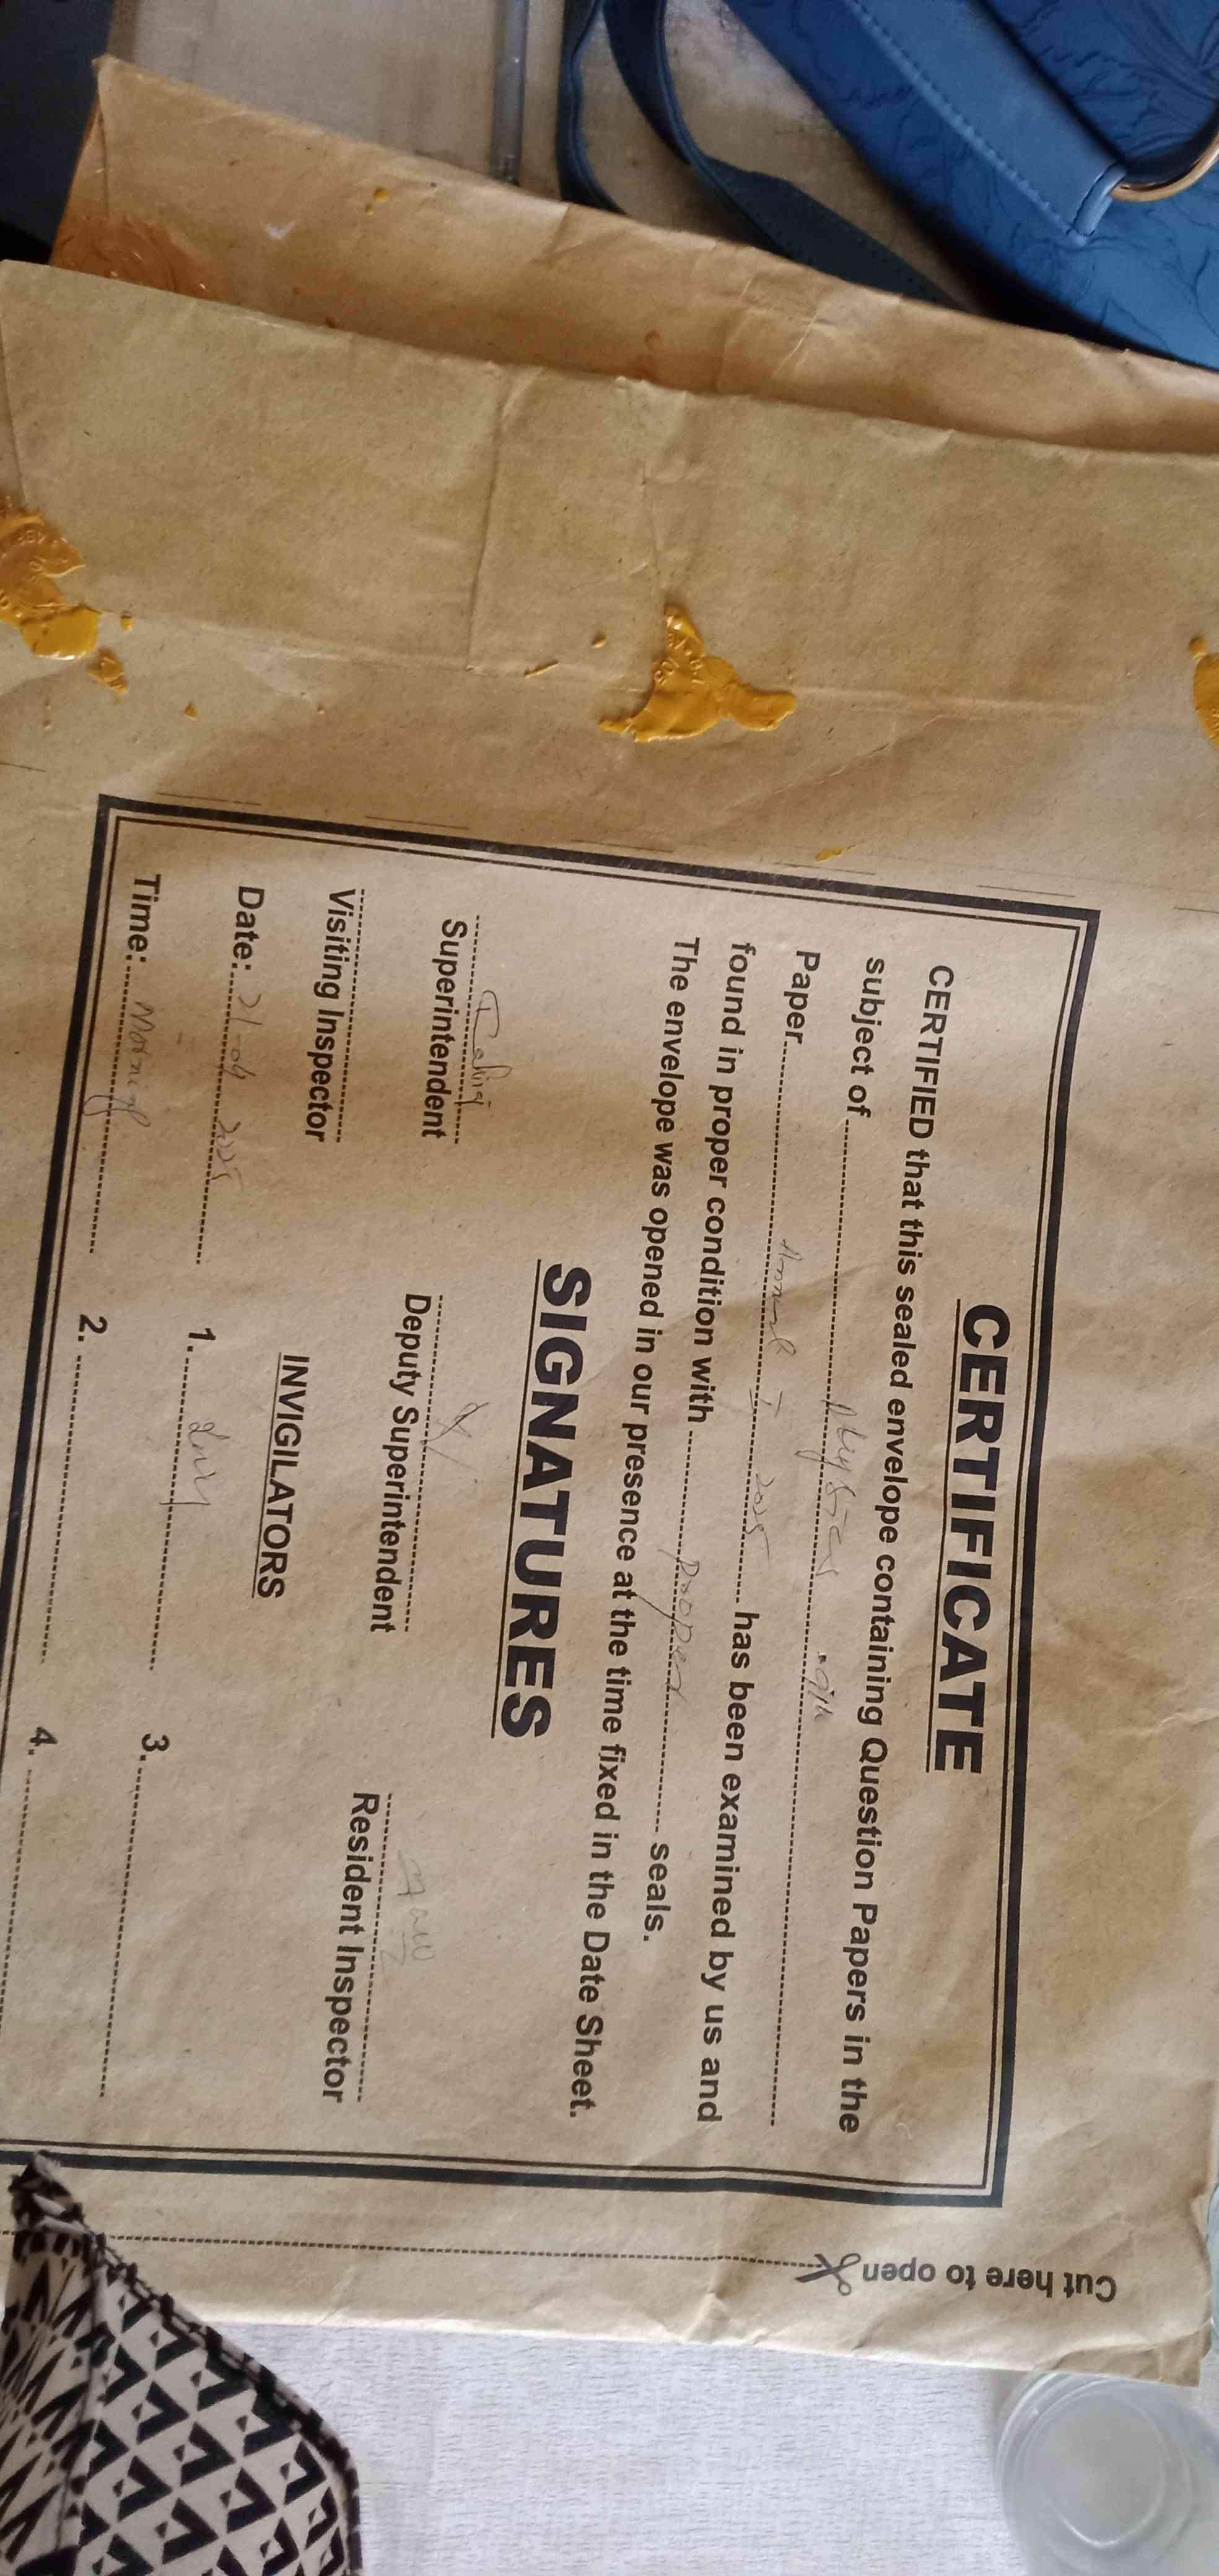 CERTIFICATE
CERTIFIED that this sealed envelope containing Question Papers in the
subject of Physics 9th
Paper Annual I 2025 has been examined by us and
found in proper condition with Proper seals.
The envelope was opened in our presence at the time fixed in the Date Sheet.
SIGNATURES
Superintendent Deputy Superintendent Resident Inspector
Visiting Inspector INVIGILATORS
Date: 21-04-2025 1. 3.
Time: Morning 2. 4.
Cut here to open